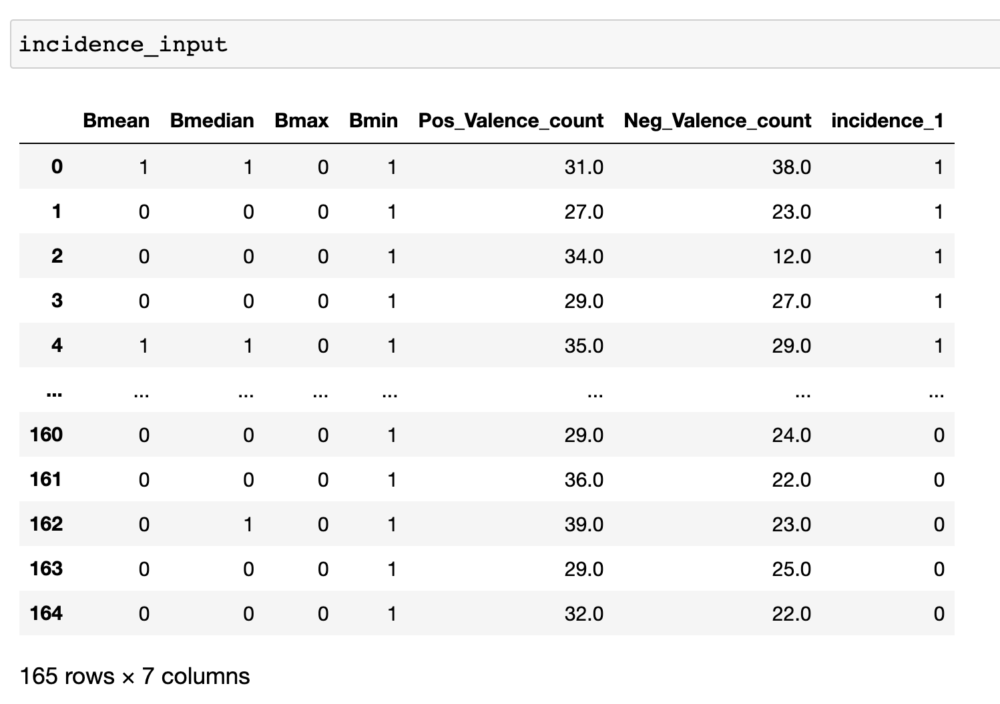 incidence_input
Bmean Bmedian Bmax Bmin Pos_Valence_count Neg_Valence_count incidence_1
0 1 1 0 1 31.0 38.0 1
1 0 0 0 1 27.0 23.0 1
2 0 0 0 1 34.0 12.0 1
3 0 0 0 1 29.0 27.0 1
4 1 1 0 1 35.0 29.0 1
... ... ... ... ... ... ... ...
160 0 0 0 1 29.0 24.0 0
161 0 0 0 1 36.0 22.0 0
162 0 1 0 1 39.0 23.0 0
163 0 0 0 1 29.0 25.0 0
164 0 0 0 1 32.0 22.0 0
165 rows × 7 columns